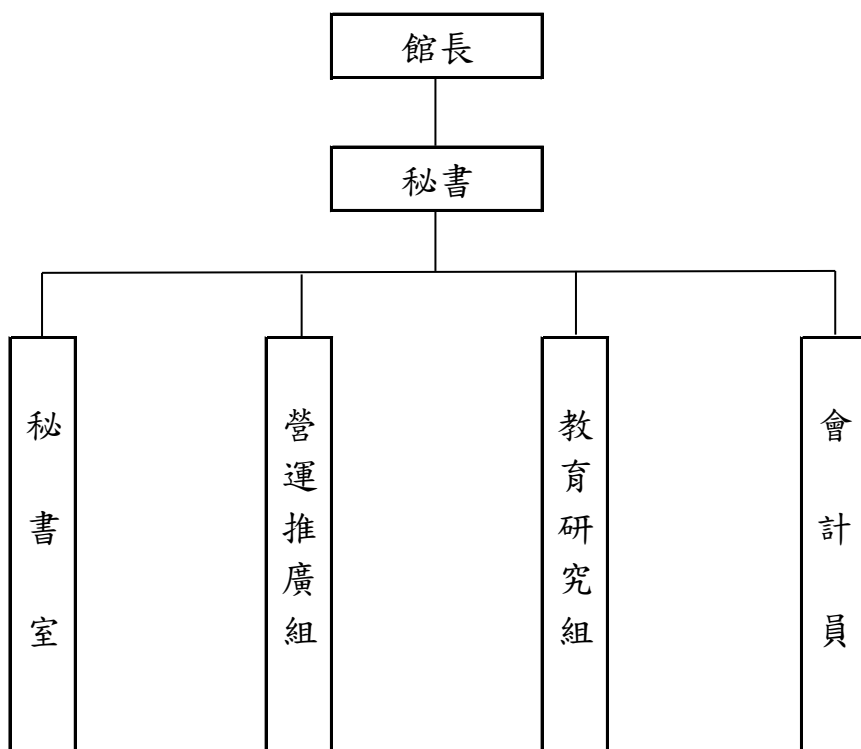 館長
秘書
秘書室
營運推廣組
教育研究組
會計員